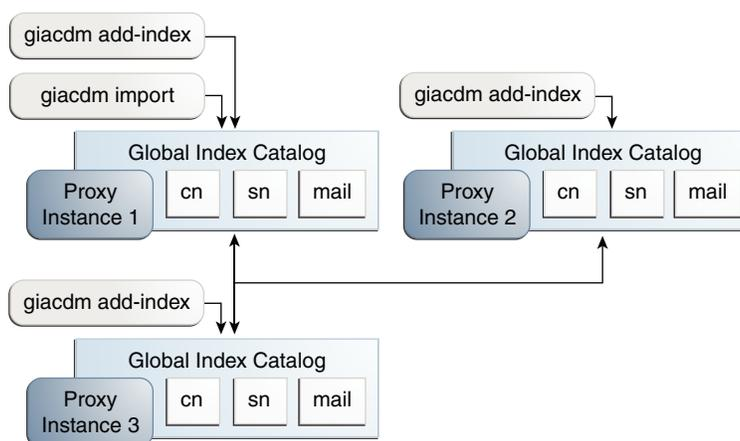 giacdm add-index
giacdm import
Global Index Catalog
Proxy
Instance 1
cn
sn
mail
giacdm add-index
Global Index Catalog
Proxy
Instance 2
cn
sn
mail
giacdm add-index
Global Index Catalog
Proxy
Instance 3
cn
sn
mail